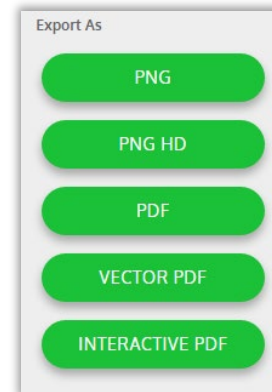 Export As
PNG
PNG HD
PDF
VECTOR PDF
INTERACTIVE PDF